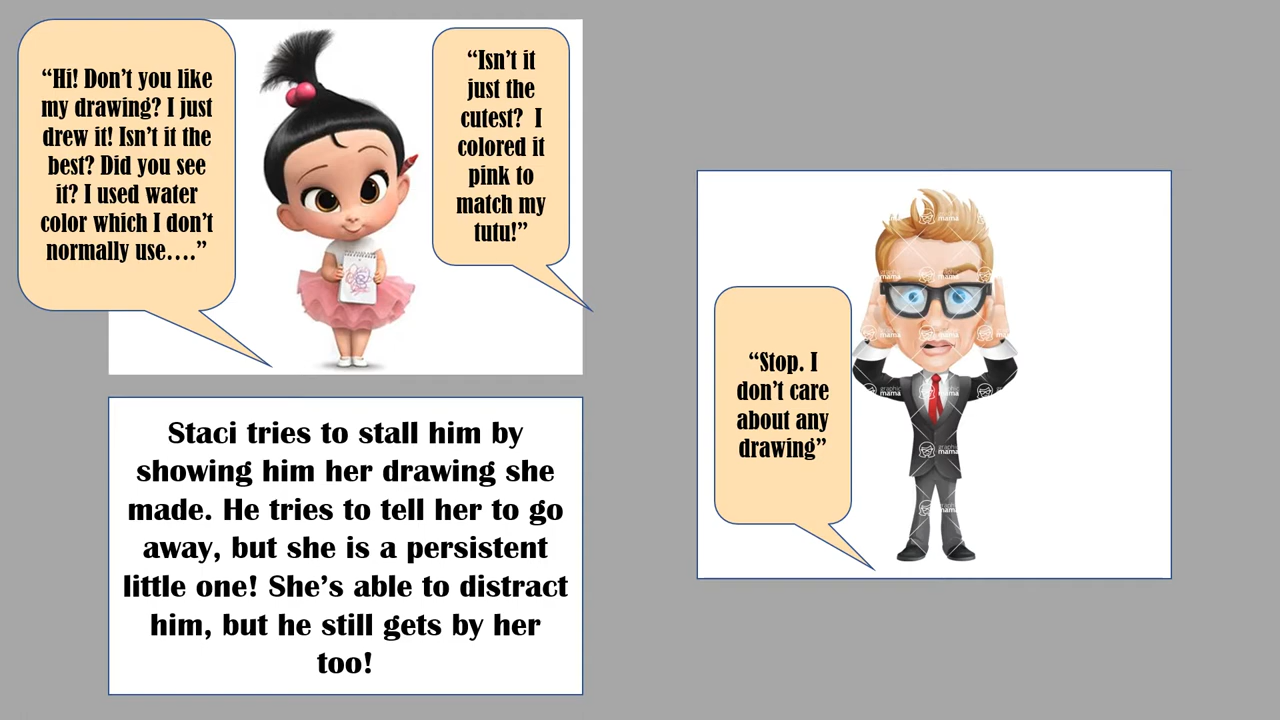 “Hi! Don’t you like
my drawing? I just
drew it! Isn’t it the
best? Did you see
it? I used water
color which I don’t
normally use….”
“Isn’t it
just the
cutest?  I
colored it
pink to
match my
tutu!”
“Stop. I
don’t care
about any
drawing”
Staci tries to stall him by
showing him her drawing she
made. He tries to tell her to go
away, but she is a persistent
little one! She’s able to distract
him, but he still gets by her
too!